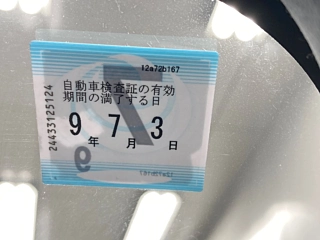 12a72b167
自動車検査証の有効
期間の満了する日
9年 7月 3日
24433125124